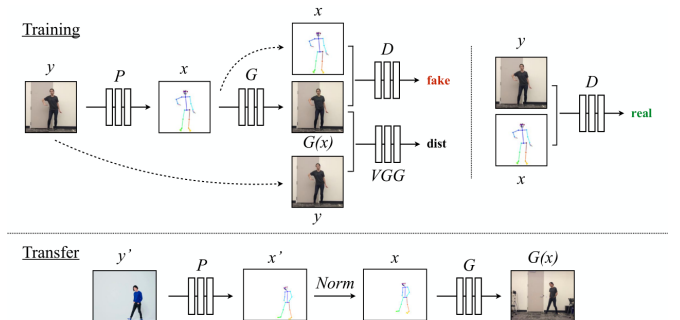 Training
y
P
x
G
x
G(x)
y
D
fake
VGG
dist
y
x
D
real
Transfer
y'
P
x'
Norm
x
G
G(x)